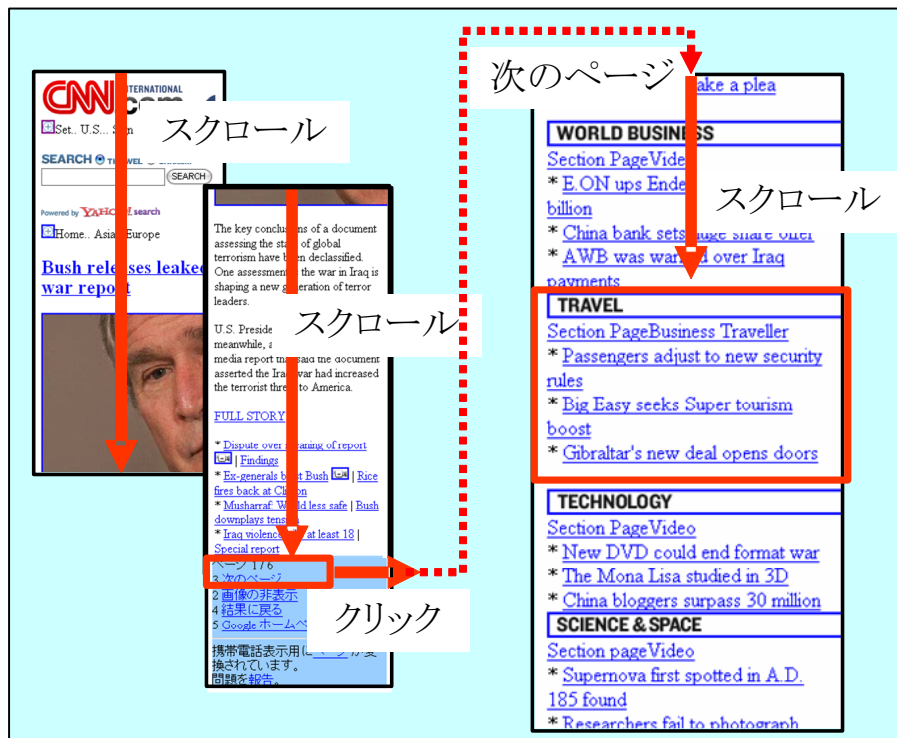 CNN INTERNATIONAL
.com
Set.. U.S...
スクロール
SEARCH
SEARCH
Powered by YAHOO! search
Home.. Asia Europe
Bush releases leaked
war report
The key conclusions of a document
assessing the state of global
terrorism have been declassified.
One assessment: the war in Iraq is
shaping a new generation of terror
leaders.
U.S.
スクロール
meanwhile,
media report that said the document
asserted the Iraq war had increased
the terrorist threat to America.
FULL STORY
* Dispute over meaning of report
| Findings
* Ex-generals Bush | Rice
fires back at Clinton
* Musharraf: World less safe | Bush
downplays tension
* Iraq violence at least 18 |
Special report
ページ 1/6
3 次のページ
2 画像の非表示
4 結果に戻る
5 Google ホーム
クリック
携帯電話表示用に
換されています。
問題を報告。
次のページ
ake a plea
WORLD BUSINESS
Section PageVideo
* E.ON ups
スクロール
billion
* China bank sets huge share offer
* AWB was warned over Iraq
payments
TRAVEL
Section PageBusiness Traveller
* Passengers adjust to new security
rules
* Big Easy seeks Super tourism
boost
* Gibraltar's new deal opens doors
TECHNOLOGY
Section PageVideo
* New DVD could end format war
* The Mona Lisa studied in 3D
* China bloggers surpass 30 million
SCIENCE & SPACE
Section pageVideo
* Supernova first spotted in A.D.
185 found
* Researchers fail to photograph